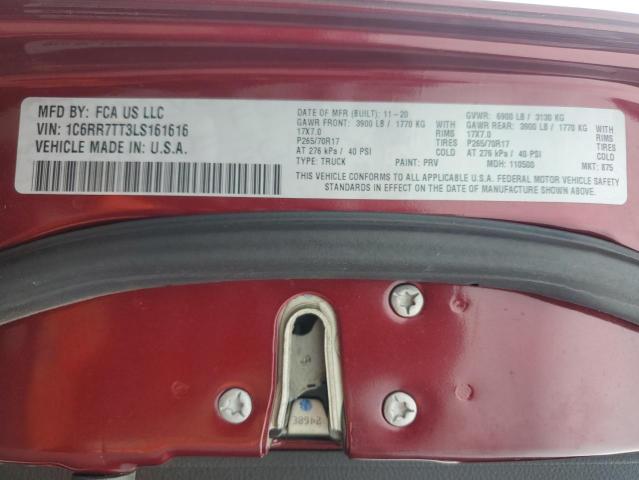 MFD BY: FCA US LLC
VIN: 1C6RR7TT3LS161616
VEHICLE MADE IN: U.S.A.
DATE OF MFR (BUILT): 11-20 GVWR: 6900 LB / 3130 KG
GAWR FRONT: 3900 LB / 1770 KG WITH GAWR REAR: 3900 LB / 1770 KG WITH
17X7.0 RIMS 17X7.0 RIMS
P265/70R17 TIRES P265/70R17 TIRES
AT 276 kPa / 40 PSI COLD AT 276 kPa / 40 PSI COLD
TYPE: TRUCK PAINT: PRV MDH: 110500 MKT: 875
THIS VEHICLE CONFORMS TO ALL APPLICABLE U.S.A. FEDERAL MOTOR VEHICLE SAFETY
STANDARDS IN EFFECT ON THE DATE OF MANUFACTURE SHOWN ABOVE.